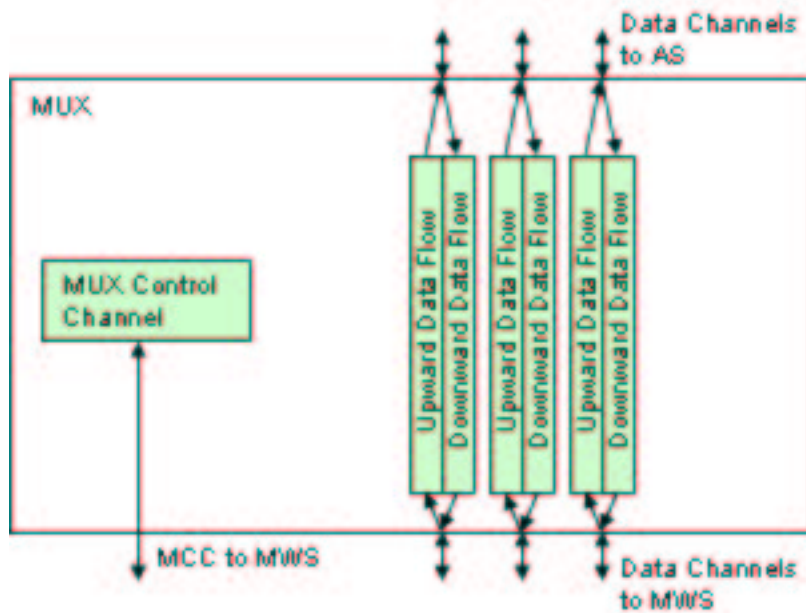 Data Channels
to AS
MUX
Upward Data Flow
Downward Data Flow
Upward Data Flow
Downward Data Flow
Upward Data Flow
Downward Data Flow
MUX Control
Channel
MCC to MWS
Data Channels
to MWS